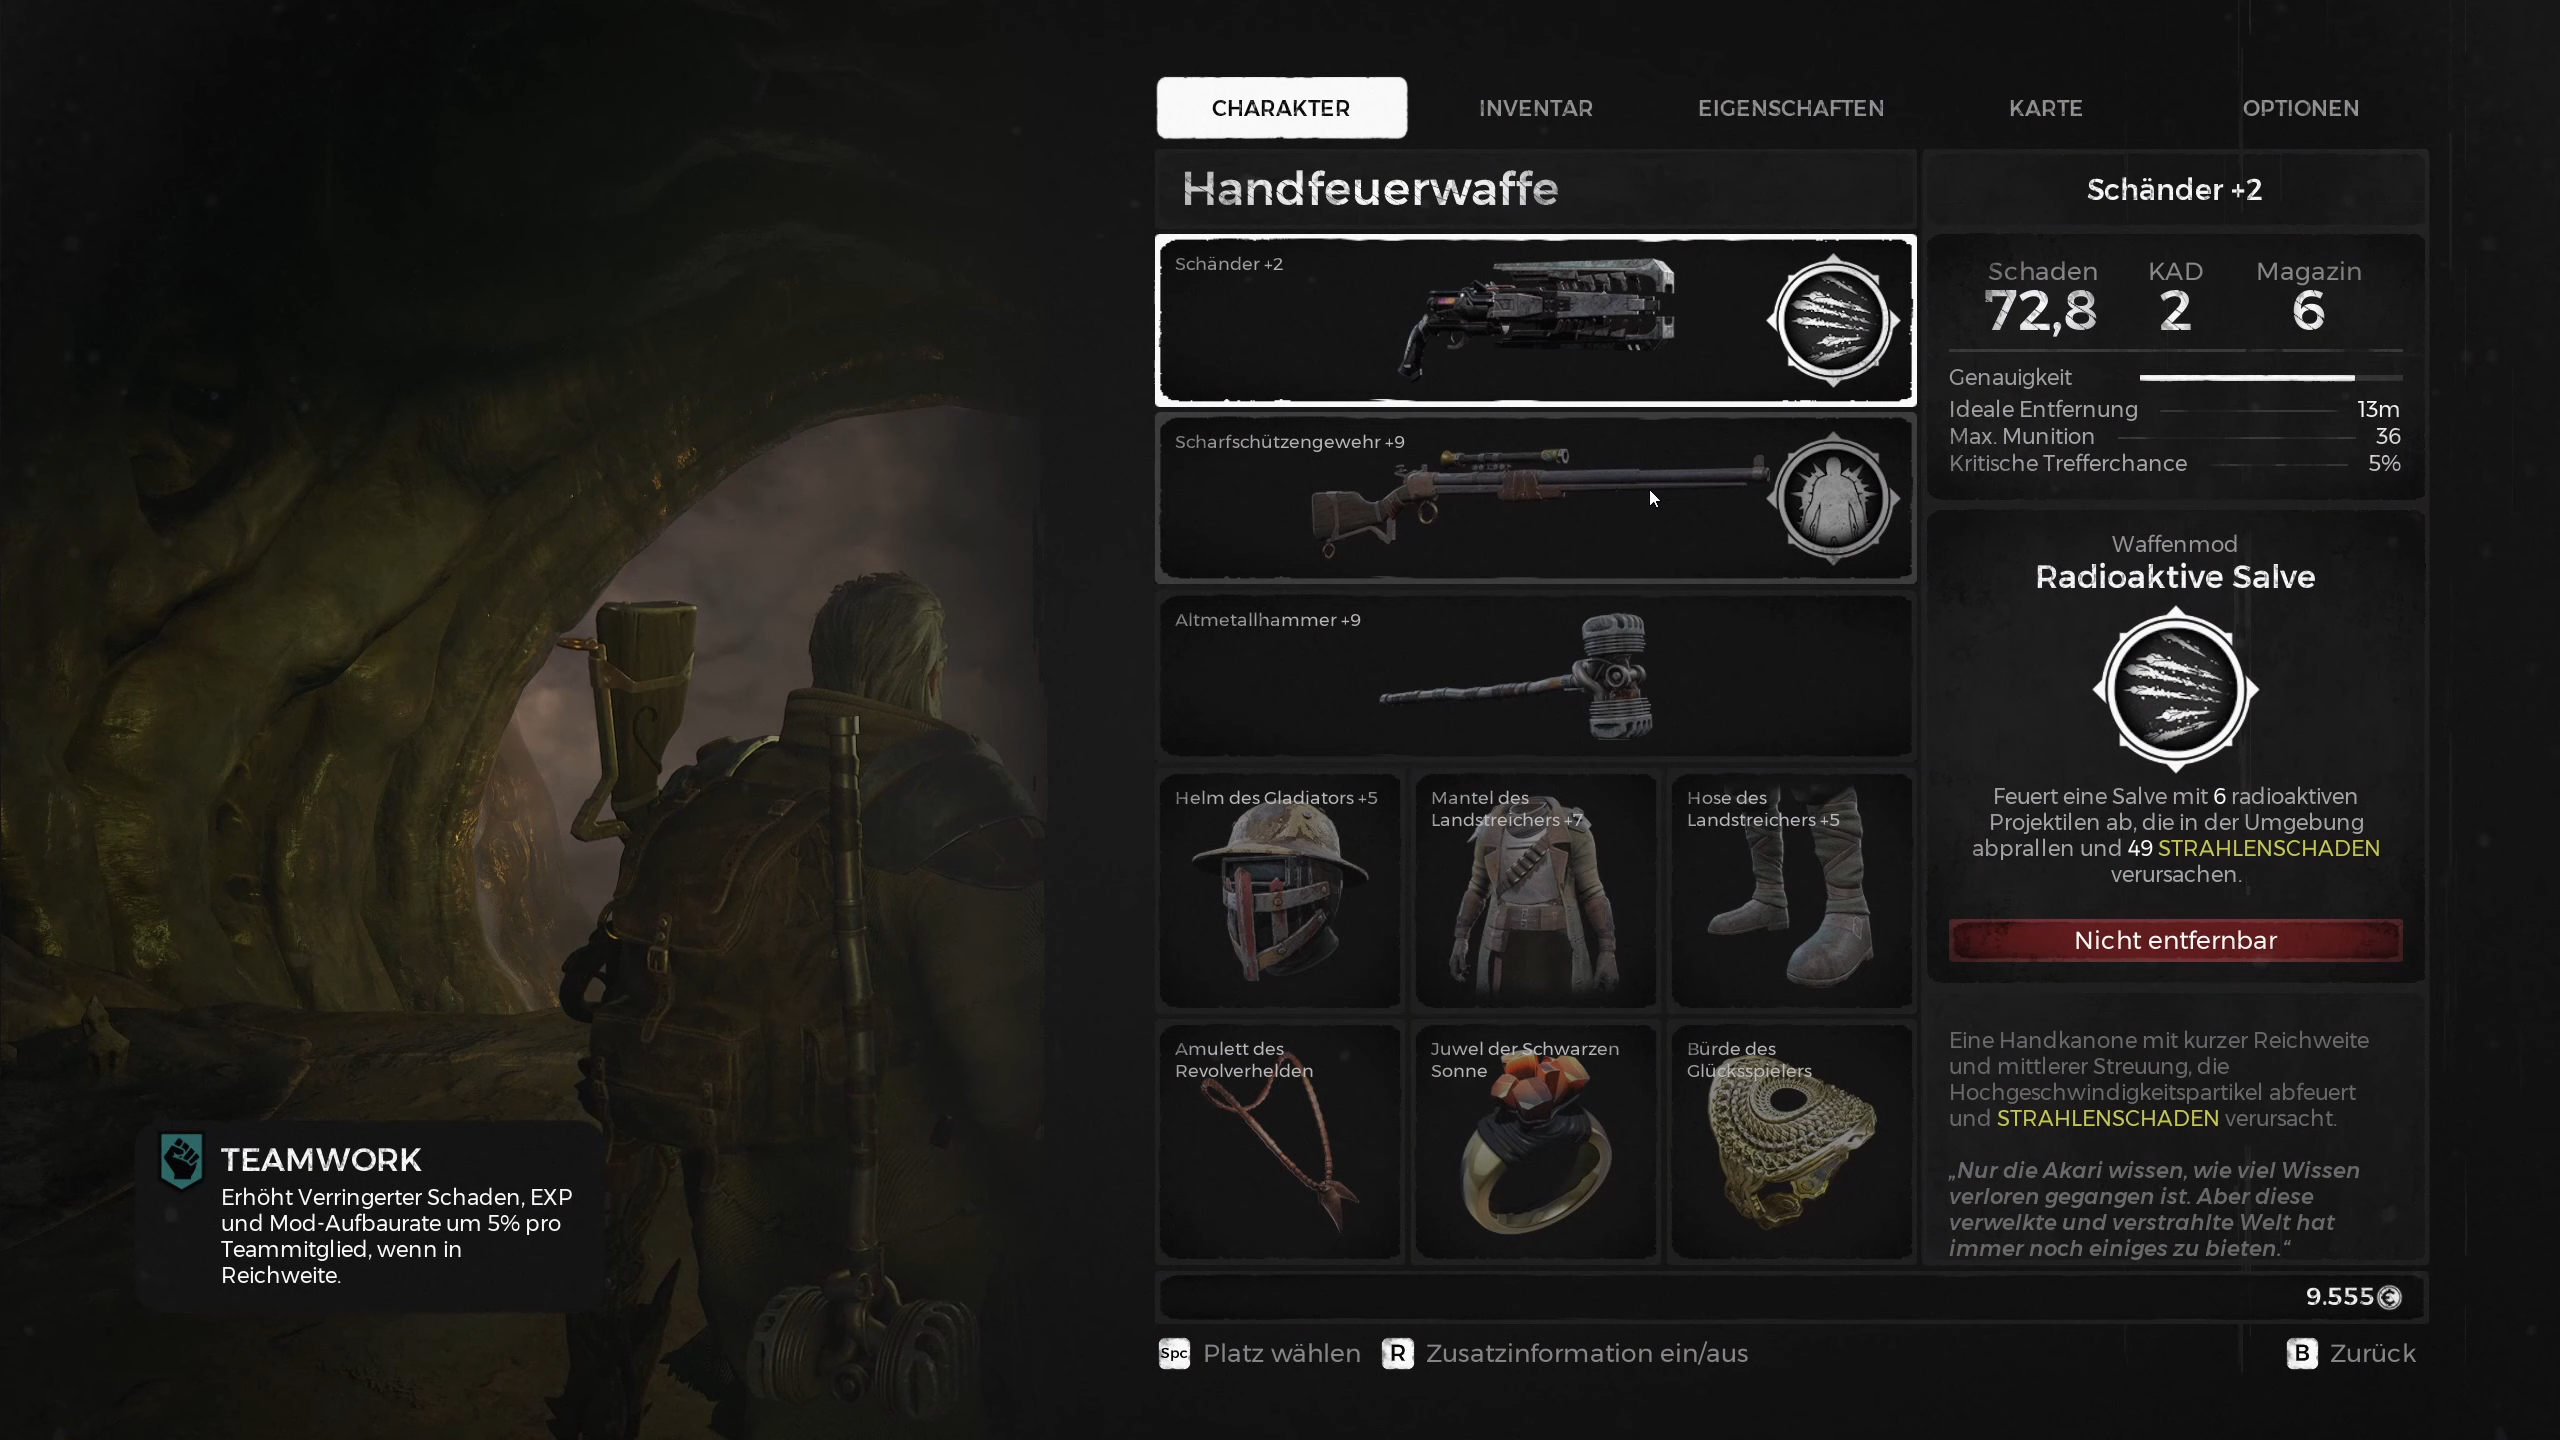 CHARAKTER
INVENTAR
EIGENSCHAFTEN
KARTE
OPTIONEN
Handfeuerwaffe
Schänder +2
Scharfschützengewehr +9
Altmetallhammer +9
Helm des Gladiators +5
Mantel des
Landstreichers +7
Hose des
Landstreichers +5
Amulett des
Revolverhelden
Juwel der Schwarzen
Sonne
Bürde des
Glücksspielers
Schänder +2
Schaden
KAD
Magazin
72,8
2
6
Genauigkeit
Ideale Entfernung 13m
Max. Munition 36
Kritische Trefferchance 5%
Waffenmod
Radioaktive Salve
Feuert eine Salve mit 6 radioaktiven
Projektilen ab, die in der Umgebung
abprallen und 49 STRAHLENSCHADEN
verursachen.
Nicht entfernbar
Eine Handkanone mit kurzer Reichweite
und mittlerer Streuung, die
Hochgeschwindigkeitspartikel abfeuert
und STRAHLENSCHADEN verursacht.
„Nur die Akari wissen, wie viel Wissen
verloren gegangen ist. Aber diese
verwelkte und verstrahlte Welt hat
immer noch einiges zu bieten.“
TEAMWORK
Erhöht Verringerter Schaden, EXP
und Mod-Aufbaurate um 5% pro
Teammitglied, wenn in
Reichweite.
9.555
Spc Platz wählen
R Zusatzinformation ein/aus
B Zurück